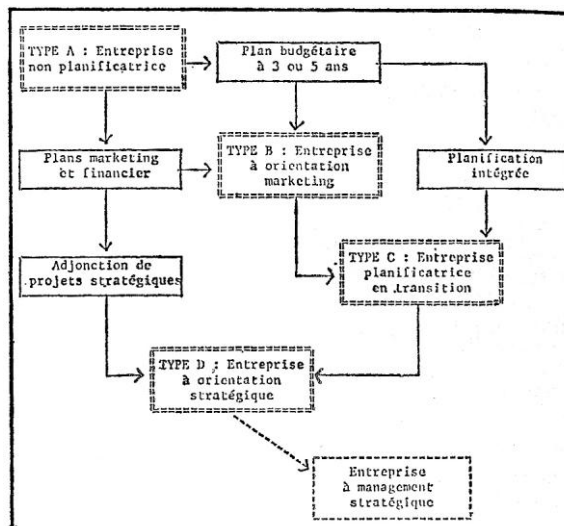 TYPE A : Entreprise
non planificatrice
Plan budgétaire
à 3 ou 5 ans
Plans marketing
et financier
TYPE B : Entreprise
à orientation
marketing
Planification
intégrée
Adjonction de
projets stratégiques
TYPE C : Entreprise
planificatrice
en transition
TYPE D : Entreprise
à orientation
stratégique
Entreprise
à management
stratégique